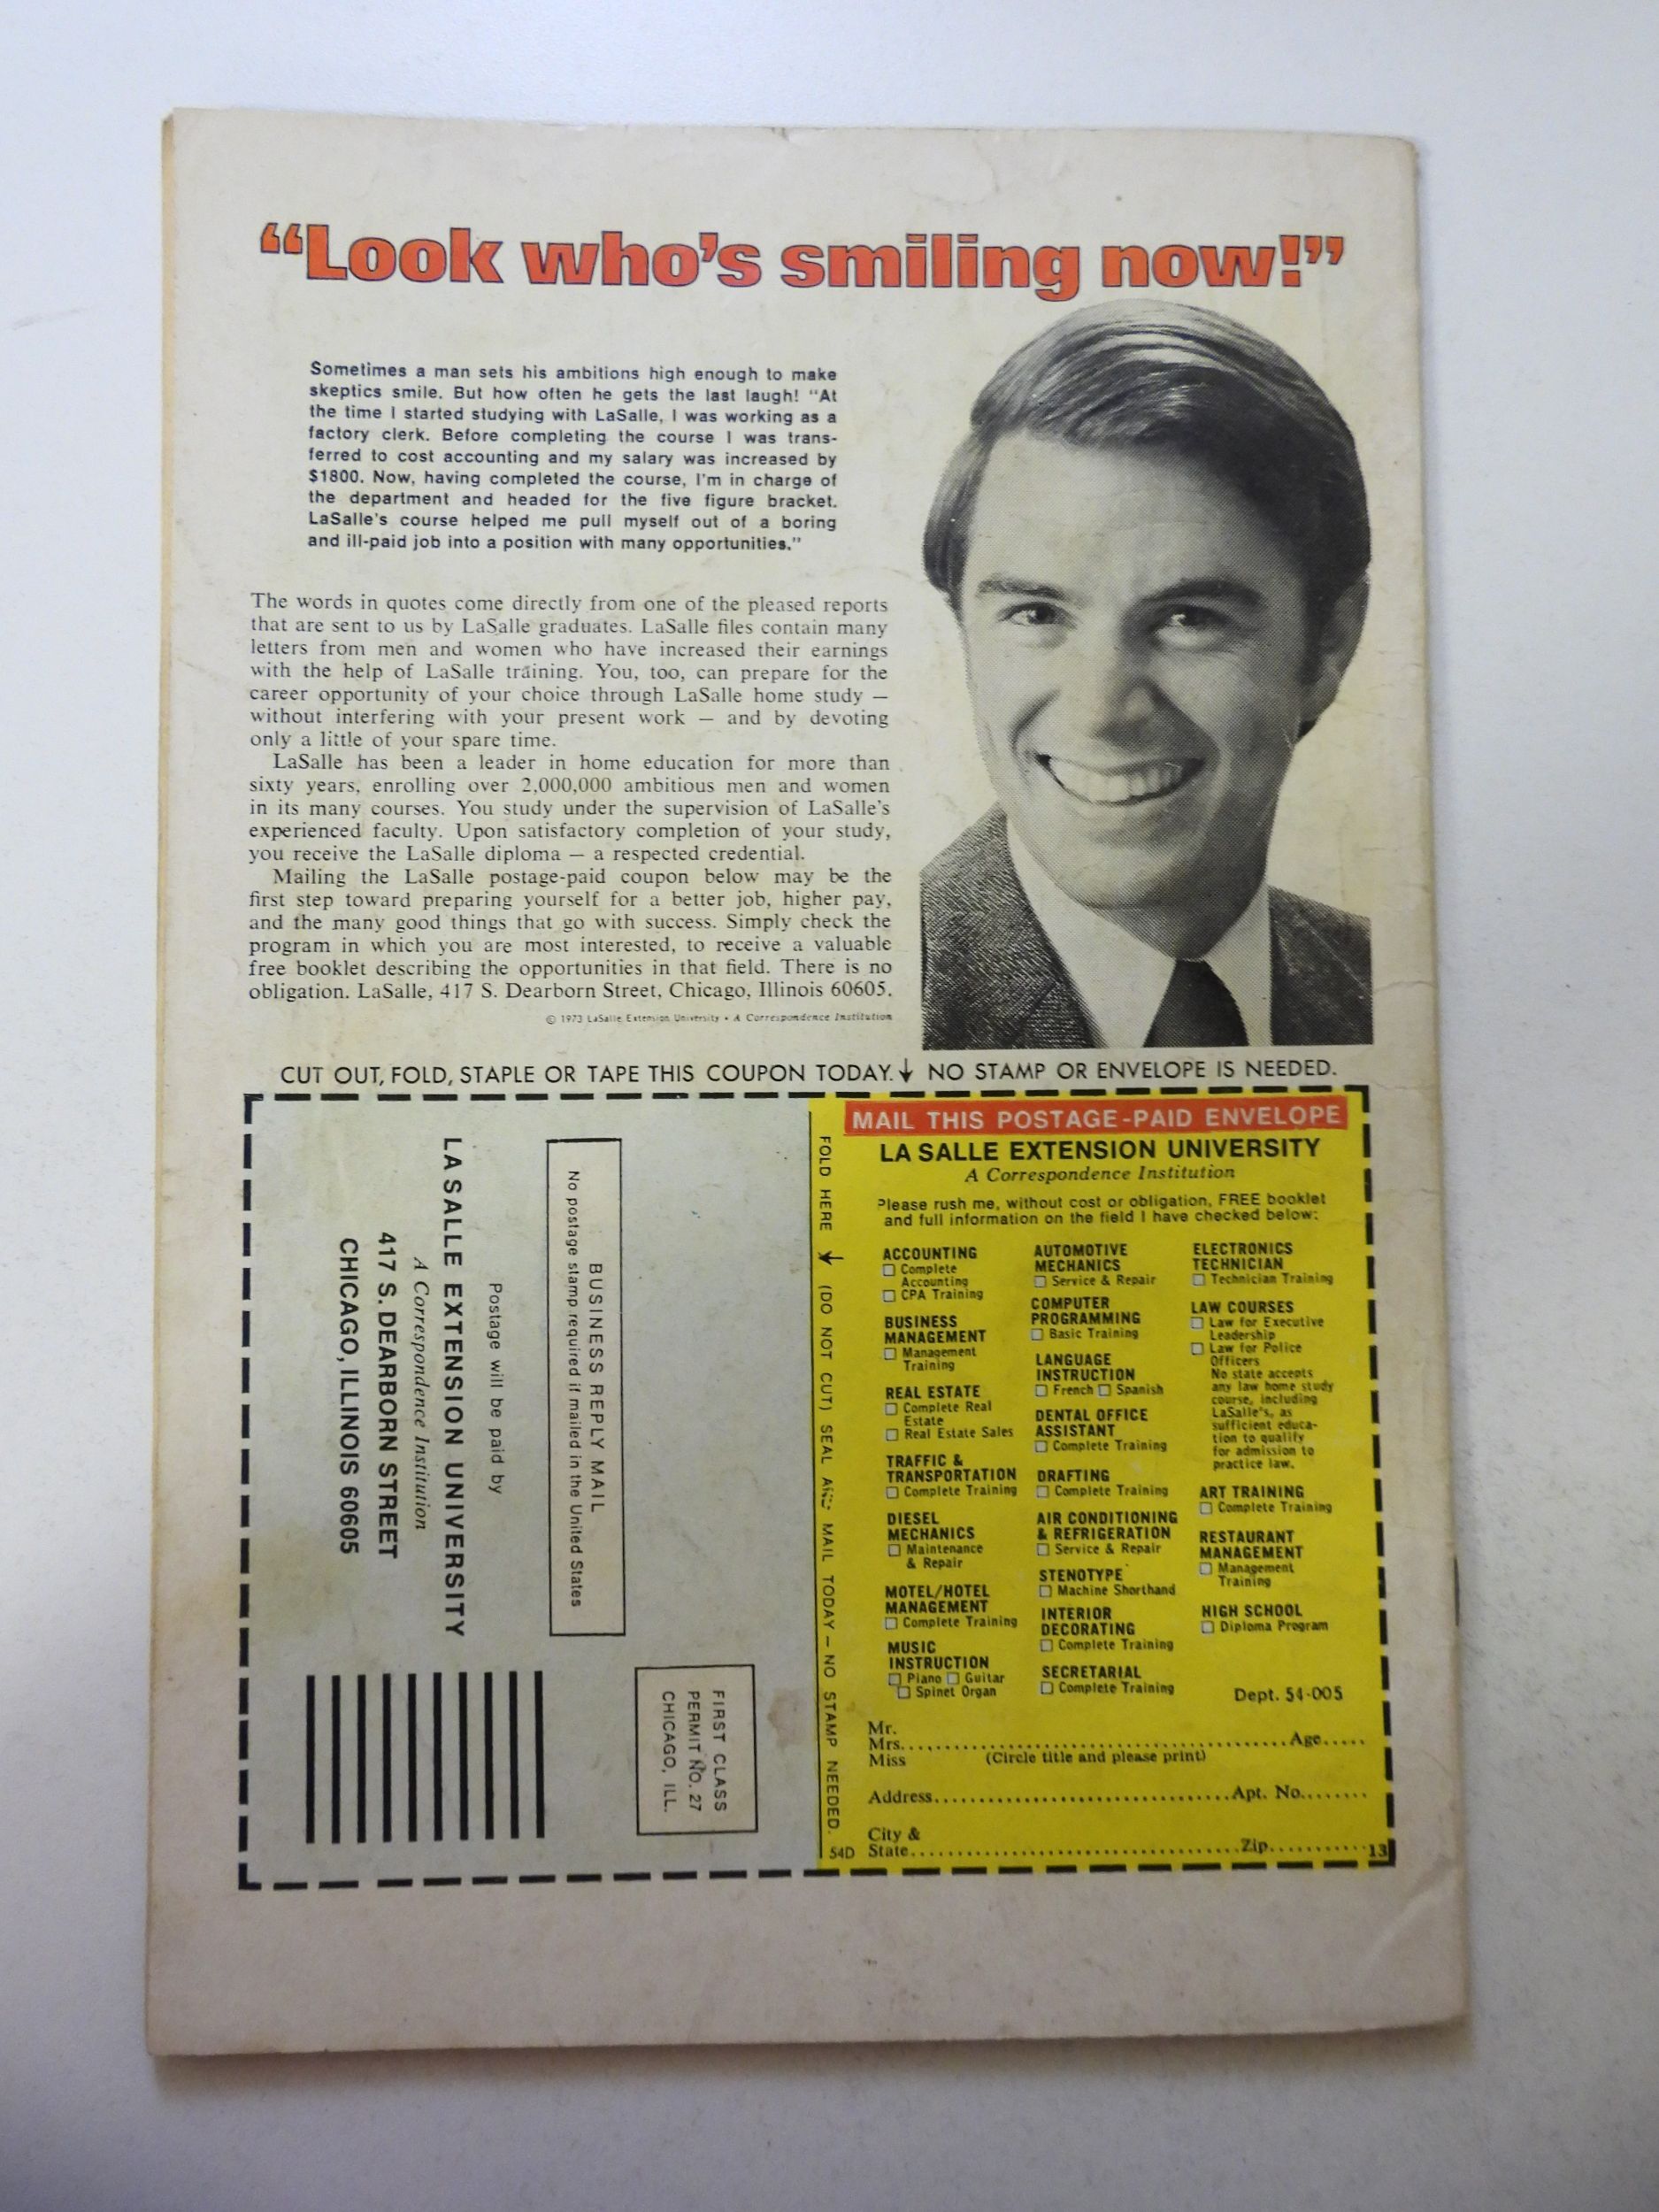 “Look who’s smiling now!”
Sometimes a man sets his ambitions high enough to make
skeptics smile. But how often he gets the last laugh! “At
the time I started studying with LaSalle, I was working as a
factory clerk. Before completing the course I was trans-
ferred to cost accounting and my salary was increased by
$1800. Now, having completed the course, I’m in charge of
the department and headed for the five figure bracket.
LaSalle’s course helped me pull myself out of a boring
and ill-paid job into a position with many opportunities.”
The words in quotes come directly from one of the pleased reports
that are sent to us by LaSalle graduates. LaSalle files contain many
letters from men and women who have increased their earnings
with the help of LaSalle training. You, too, can prepare for the
career opportunity of your choice through LaSalle home study —
without interfering with your present work — and by devoting
only a little of your spare time.
LaSalle has been a leader in home education for more than
sixty years, enrolling over 2,000,000 ambitious men and women
in its many courses. You study under the supervision of LaSalle’s
experienced faculty. Upon satisfactory completion of your study,
you receive the LaSalle diploma — a respected credential.
Mailing the LaSalle postage-paid coupon below may be the
first step toward preparing yourself for a better job, higher pay,
and the many good things that go with success. Simply check the
program in which you are most interested, to receive a valuable
free booklet describing the opportunities in that field. There is no
obligation. LaSalle, 417 S. Dearborn Street, Chicago, Illinois 60605.
© 1973 LaSalle Extension University • A Correspondence Institution
CUT OUT, FOLD, STAPLE OR TAPE THIS COUPON TODAY. ↓ NO STAMP OR ENVELOPE IS NEEDED.
FIRST CLASS
PERMIT NO. 27
CHICAGO, ILL.
BUSINESS REPLY MAIL
No postage stamp required if mailed in the United States
Postage will be paid by
LA SALLE EXTENSION UNIVERSITY
A Correspondence Institution
417 S. DEARBORN STREET
CHICAGO, ILLINOIS 60605
FOLD HERE → (DO NOT CUT) SEAL AND MAIL TODAY — NO STAMP NEEDED.
MAIL THIS POSTAGE-PAID ENVELOPE
LA SALLE EXTENSION UNIVERSITY
A Correspondence Institution
Please rush me, without cost or obligation, FREE booklet
and full information on the field I have checked below:
ACCOUNTING
☐ Complete
Accounting
☐ CPA Training
BUSINESS
MANAGEMENT
☐ Management
Training
REAL ESTATE
☐ Complete Real
Estate
☐ Real Estate Sales
TRAFFIC &
TRANSPORTATION
☐ Complete Training
DIESEL
MECHANICS
☐ Maintenance
& Repair
MOTEL/HOTEL
MANAGEMENT
☐ Complete Training
MUSIC
INSTRUCTION
☐ Piano ☐ Guitar
☐ Spinet Organ
AUTOMOTIVE
MECHANICS
☐ Service & Repair
COMPUTER
PROGRAMMING
☐ Basic Training
LANGUAGE
INSTRUCTION
☐ French ☐ Spanish
DENTAL OFFICE
ASSISTANT
☐ Complete Training
DRAFTING
☐ Complete Training
AIR CONDITIONING
& REFRIGERATION
☐ Service & Repair
STENOTYPE
☐ Machine Shorthand
INTERIOR
DECORATING
☐ Complete Training
SECRETARIAL
☐ Complete Training
ELECTRONICS
TECHNICIAN
☐ Technician Training
LAW COURSES
☐ Law for Executive
Leadership
☐ Law for Police
Officers
No state accepts
any law home study
course, including
LaSalle’s, as
sufficient educa-
tion to qualify
for admission to
practice law.
ART TRAINING
☐ Complete Training
RESTAURANT
MANAGEMENT
☐ Management
Training
HIGH SCHOOL
☐ Diploma Program
Dept. 54-005
Mr.
Mrs. Age
Miss (Circle title and please print)
Address Apt. No.
City &
54D State Zip 13